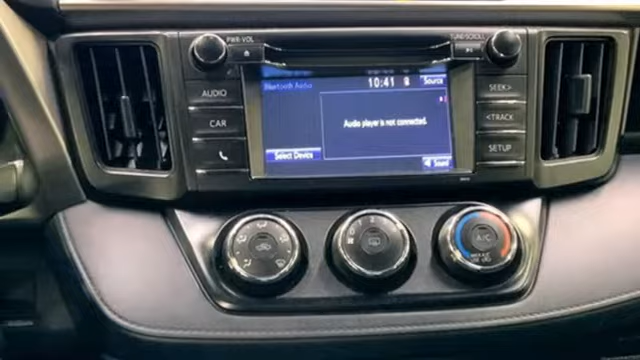 PWR·VOL
TUNE/SCROLL
Bluetooth Audio
10:41
Source
AUDIO
SEEK>
Audio player is not connected.
CAR
<TRACK
Select Device
SETUP
Sound
A/C